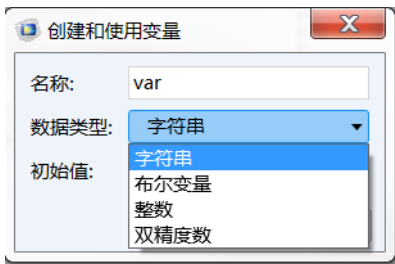 创建和使用变量
名称: var
数据类型: 字符串
字符串
初始值:
布尔变量
整数
双精度数